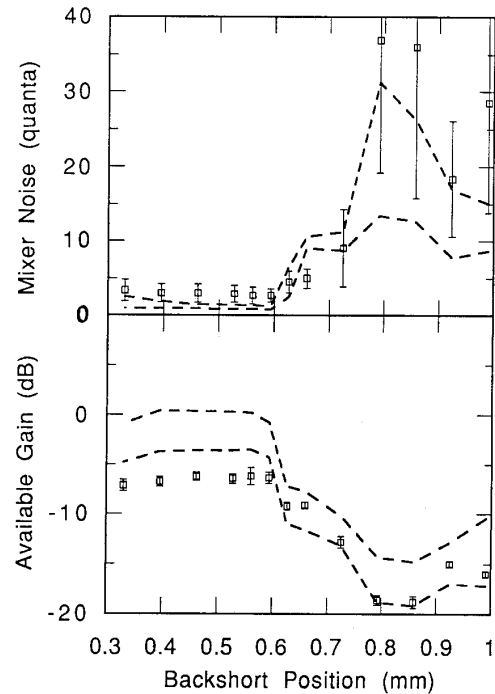 40
30
20
10
0
Mixer Noise (quanta)
0
-10
-20
Available Gain (dB)
0.3 0.4 0.5 0.6 0.7 0.8 0.9 1
Backshort Position (mm)